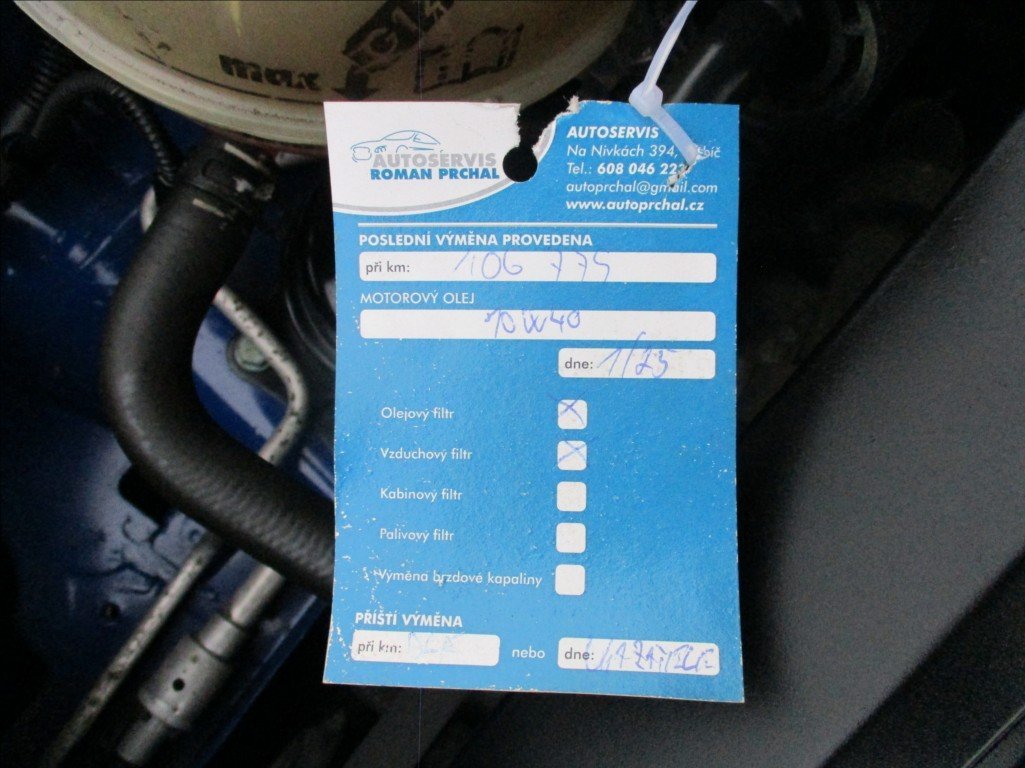 max
AUTOSERVIS
ROMAN PRCHAL
AUTOSERVIS
Na Nivkách 394,
Tel.: 608 046 22
autoprchal@gmail.com
www.autoprchal.cz
POSLEDNÍ VÝMĚNA PROVEDENA
při km: 106 775
MOTOROVÝ OLEJ
10W40
dne: 1/25
Olejový filtr X
Vzduchový filtr X
Kabinový filtr
Palivový filtr
Výměna brzdové kapaliny
PŘÍŠTÍ VÝMĚNA
při km: nebo dne: